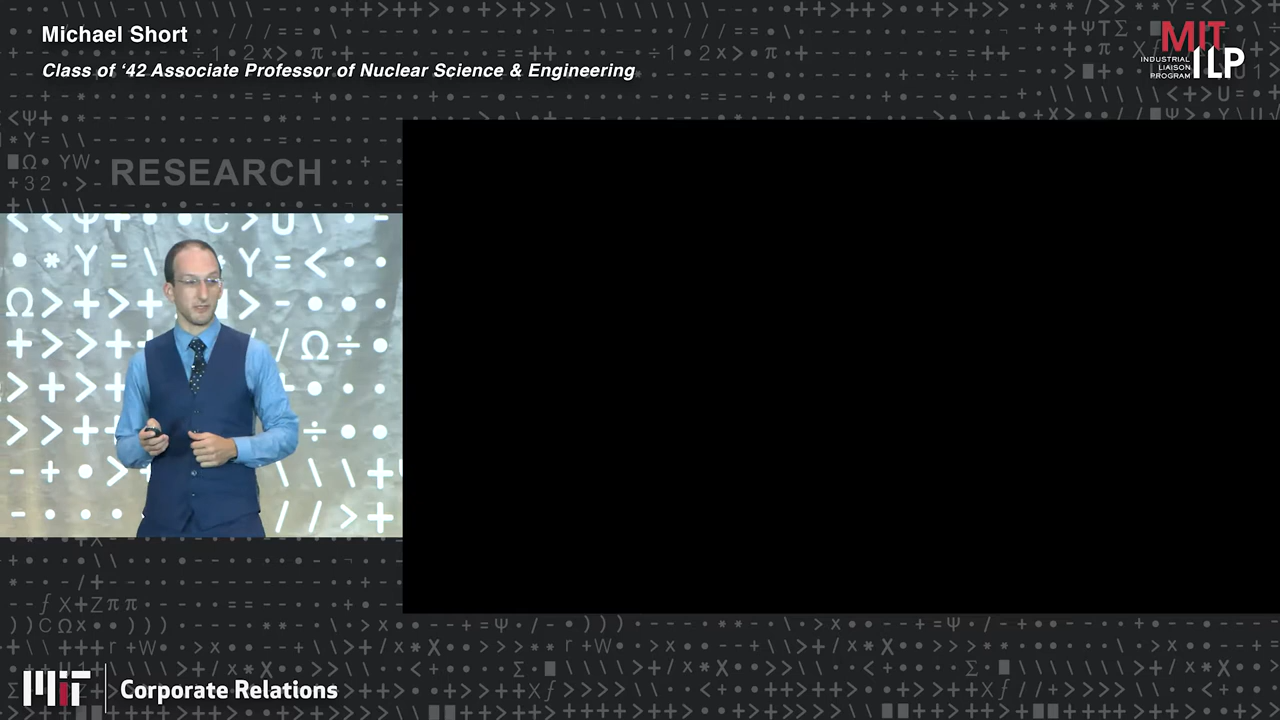 Michael Short
Class of ‘42 Associate Professor of Nuclear Science & Engineering
MIT
INDUSTRIAL
LIAISON
PROGRAM
ILP
RESEARCH
MIT
Corporate Relations